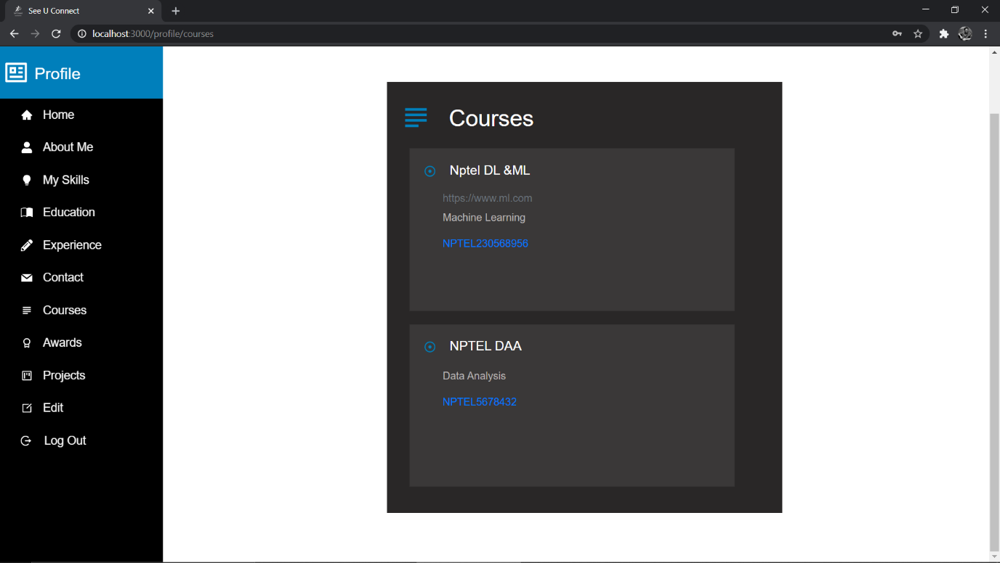 See U Connect
localhost:3000/profile/courses
Profile
Home
About Me
My Skills
Education
Experience
Contact
Courses
Awards
Projects
Edit
Log Out
Courses
Nptel DL &ML
https://www.ml.com
Machine Learning
NPTEL230568956
NPTEL DAA
Data Analysis
NPTEL5678432